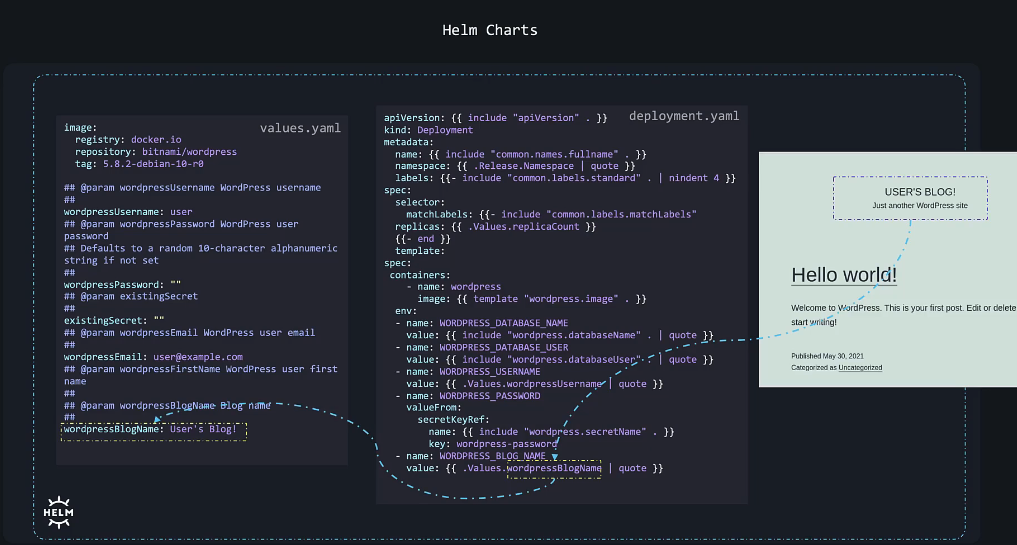 Helm Charts
values.yaml
image:
registry: docker.io
repository: bitnami/wordpress
tag: 5.8.2-debian-10-r0
## @param wordpressUsername WordPress username
##
wordpressUsername: user
## @param wordpressPassword WordPress user
password
## Defaults to a random 10-character alphanumeric
string if not set
##
wordpressPassword: ""
## @param existingSecret
##
existingSecret: ""
## @param wordpressEmail WordPress user email
##
wordpressEmail: user@example.com
## @param wordpressFirstName WordPress user first
name
##
## @param wordpressBlogName Blog name
##
wordpressBlogName: User's Blog!
deployment.yaml
apiVersion: {{ include "apiVersion" . }}
kind: Deployment
metadata:
name: {{ include "common.names.fullname" . }}
namespace: {{ .Release.Namespace | quote }}
labels: {{- include "common.labels.standard" . | nindent 4 }}
spec:
selector:
matchLabels: {{- include "common.labels.matchLabels"
replicas: {{ .Values.replicaCount }}
{{- end }}
template:
spec:
containers:
- name: wordpress
image: {{ template "wordpress.image" . }}
env:
- name: WORDPRESS_DATABASE_NAME
value: {{ include "wordpress.databaseName" . | quote }}
- name: WORDPRESS_DATABASE_USER
value: {{ include "wordpress.databaseUser" . | quote }}
- name: WORDPRESS_USERNAME
value: {{ .Values.wordpressUsername | quote }}
- name: WORDPRESS_PASSWORD
valueFrom:
secretKeyRef:
name: {{ include "wordpress.secretName" . }}
key: wordpress-password
- name: WORDPRESS_BLOG_NAME
value: {{ .Values.wordpressBlogName | quote }}
USER'S BLOG!
Just another WordPress site
Hello world!
Welcome to WordPress. This is your first post. Edit or delete
start writing!
Published May 30, 2021
Categorized as Uncategorized
HELM